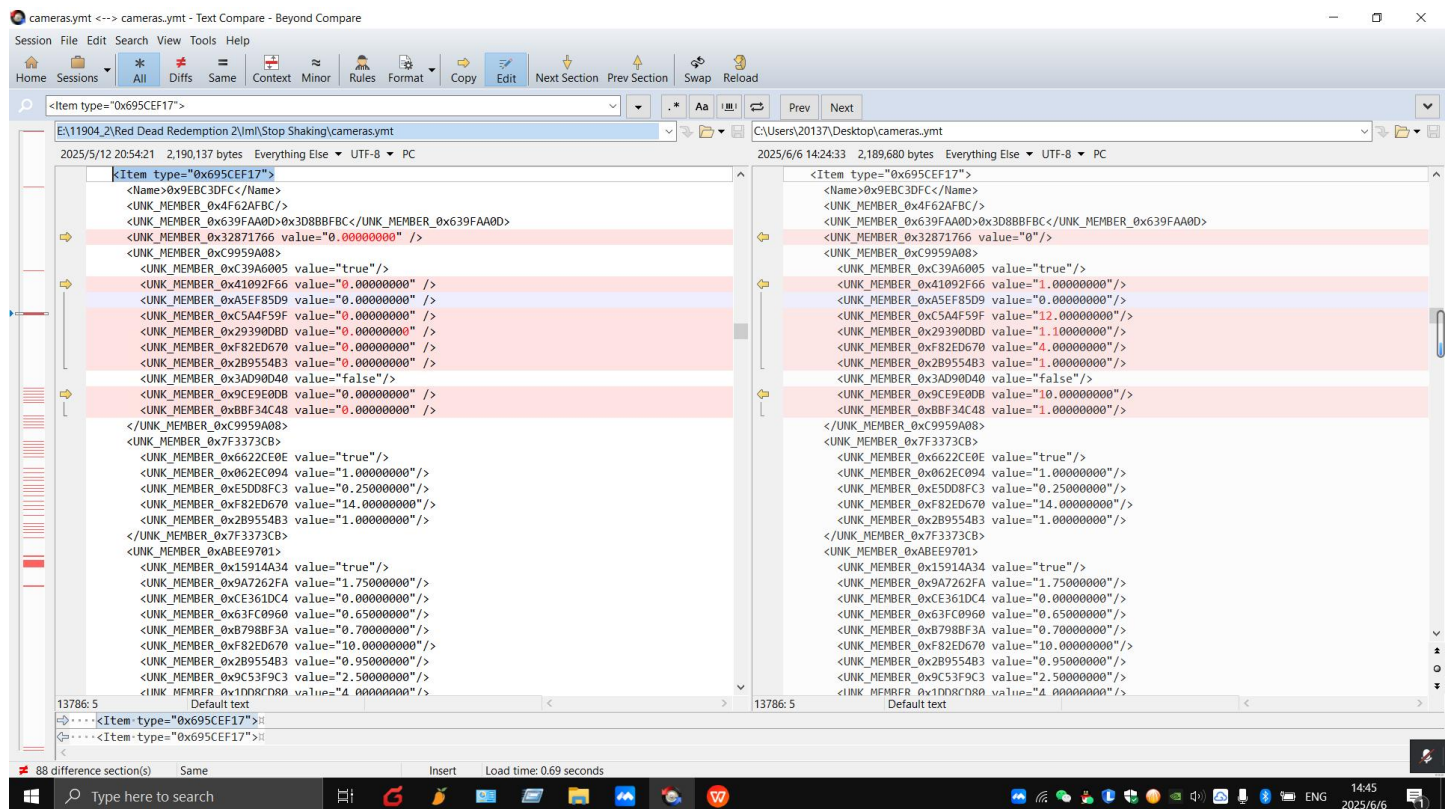 cameras.ymt <--> cameras..ymt - Text Compare - Beyond Compare
Session File Edit Search View Tools Help
Home Sessions All Diffs Same Context Minor Rules Format Copy Edit Next Section Prev Section Swap Reload
<Item type="0x695CEF17"> .* Aa Prev Next
E:\11904_2\Red Dead Redemption 2\lml\Stop Shaking\cameras.ymt
2025/5/12 20:54:21 2,190,137 bytes Everything Else UTF-8 PC
<Item type="0x695CEF17">
<Name>0x9EBC3DFC</Name>
<UNK_MEMBER_0x4F62AFBC/>
<UNK_MEMBER_0x639FAA0D>0x3D8BBFBC</UNK_MEMBER_0x639FAA0D>
<UNK_MEMBER_0x32871766 value="0.00000000" />
<UNK_MEMBER_0xC9959A08>
<UNK_MEMBER_0xC39A6005 value="true"/>
<UNK_MEMBER_0x41092F66 value="0.00000000" />
<UNK_MEMBER_0xA5EF85D9 value="0.00000000" />
<UNK_MEMBER_0xC5A4F59F value="0.00000000" />
<UNK_MEMBER_0x29390DBD value="0.00000000" />
<UNK_MEMBER_0xF82ED670 value="0.00000000" />
<UNK_MEMBER_0x2B9554B3 value="0.00000000" />
<UNK_MEMBER_0x3AD90D40 value="false"/>
<UNK_MEMBER_0x9CE9E0DB value="0.00000000" />
<UNK_MEMBER_0xBBF34C48 value="0.00000000" />
</UNK_MEMBER_0xC9959A08>
<UNK_MEMBER_0x7F3373CB>
<UNK_MEMBER_0x6622CE0E value="true"/>
<UNK_MEMBER_0x062EC094 value="1.00000000"/>
<UNK_MEMBER_0xE5DD8FC3 value="0.25000000"/>
<UNK_MEMBER_0xF82ED670 value="14.00000000"/>
<UNK_MEMBER_0x2B9554B3 value="1.00000000"/>
</UNK_MEMBER_0x7F3373CB>
<UNK_MEMBER_0xABEE9701>
<UNK_MEMBER_0x15914A34 value="true"/>
<UNK_MEMBER_0x9A7262FA value="1.75000000"/>
<UNK_MEMBER_0xCE361DC4 value="0.00000000"/>
<UNK_MEMBER_0x63FC0960 value="0.65000000"/>
<UNK_MEMBER_0xB798BF3A value="0.70000000"/>
<UNK_MEMBER_0xF82ED670 value="10.00000000"/>
<UNK_MEMBER_0x2B9554B3 value="0.95000000"/>
<UNK_MEMBER_0x9C53F9C3 value="2.50000000"/>
<UNK_MEMBER_0x1DD8CD80 value="4.00000000"/>
13786: 5 Default text
C:\Users\20137\Desktop\cameras..ymt
2025/6/6 14:24:33 2,189,680 bytes Everything Else UTF-8 PC
<Item type="0x695CEF17">
<Name>0x9EBC3DFC</Name>
<UNK_MEMBER_0x4F62AFBC/>
<UNK_MEMBER_0x639FAA0D>0x3D8BBFBC</UNK_MEMBER_0x639FAA0D>
<UNK_MEMBER_0x32871766 value="0"/>
<UNK_MEMBER_0xC9959A08>
<UNK_MEMBER_0xC39A6005 value="true"/>
<UNK_MEMBER_0x41092F66 value="1.00000000"/>
<UNK_MEMBER_0xA5EF85D9 value="0.00000000"/>
<UNK_MEMBER_0xC5A4F59F value="12.00000000"/>
<UNK_MEMBER_0x29390DBD value="1.10000000"/>
<UNK_MEMBER_0xF82ED670 value="4.00000000"/>
<UNK_MEMBER_0x2B9554B3 value="1.00000000"/>
<UNK_MEMBER_0x3AD90D40 value="false"/>
<UNK_MEMBER_0x9CE9E0DB value="10.00000000"/>
<UNK_MEMBER_0xBBF34C48 value="1.00000000"/>
</UNK_MEMBER_0xC9959A08>
<UNK_MEMBER_0x7F3373CB>
<UNK_MEMBER_0x6622CE0E value="true"/>
<UNK_MEMBER_0x062EC094 value="1.00000000"/>
<UNK_MEMBER_0xE5DD8FC3 value="0.25000000"/>
<UNK_MEMBER_0xF82ED670 value="14.00000000"/>
<UNK_MEMBER_0x2B9554B3 value="1.00000000"/>
</UNK_MEMBER_0x7F3373CB>
<UNK_MEMBER_0xABEE9701>
<UNK_MEMBER_0x15914A34 value="true"/>
<UNK_MEMBER_0x9A7262FA value="1.75000000"/>
<UNK_MEMBER_0xCE361DC4 value="0.00000000"/>
<UNK_MEMBER_0x63FC0960 value="0.65000000"/>
<UNK_MEMBER_0xB798BF3A value="0.70000000"/>
<UNK_MEMBER_0xF82ED670 value="10.00000000"/>
<UNK_MEMBER_0x2B9554B3 value="0.95000000"/>
<UNK_MEMBER_0x9C53F9C3 value="2.50000000"/>
<UNK_MEMBER_0x1DD8CD80 value="4.00000000"/>
13786: 5 Default text
····<Item·type="0x695CEF17">¤
····<Item·type="0x695CEF17">¤
88 difference section(s) Same Insert Load time: 0.69 seconds
Type here to search ENG 14:45
2025/6/6 1